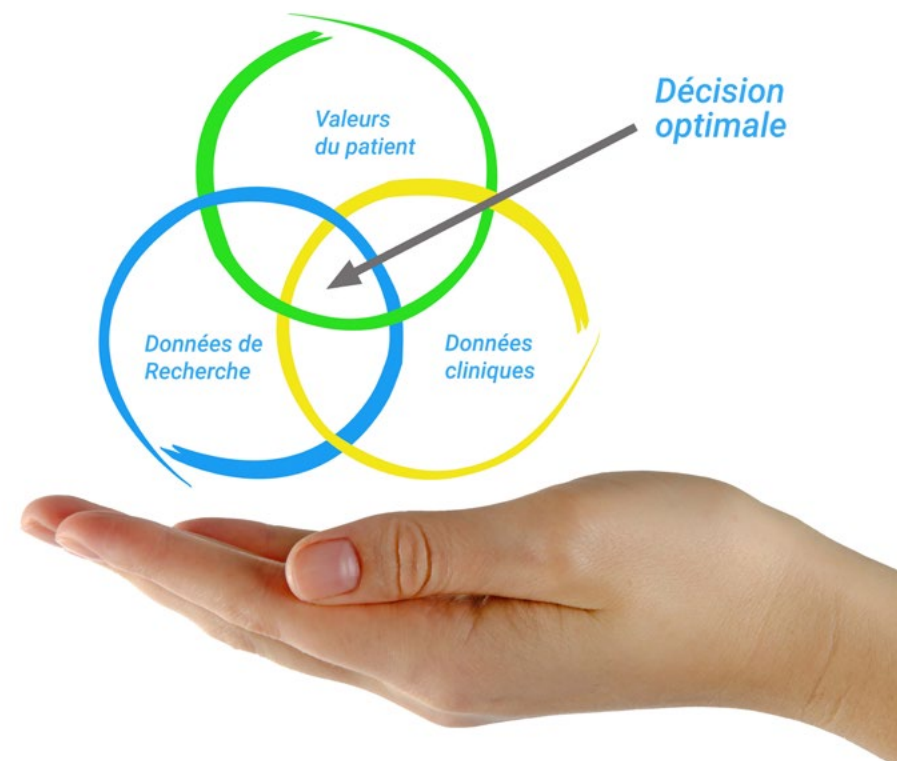 Valeurs
du patient
Décision
optimale
Données de
Recherche
Données
cliniques